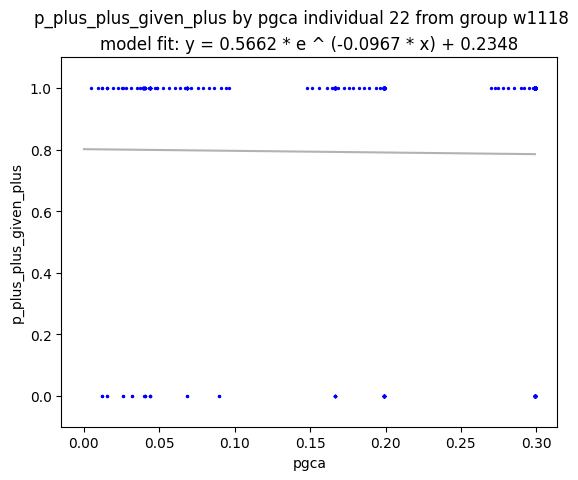 p_plus_plus_given_plus by pgca individual 22 from group w1118
model fit: y = 0.5662 * e ^ (-0.0967 * x) + 0.2348
1.0
0.8
0.6
0.4
0.2
0.0
p_plus_plus_given_plus
0.00 0.05 0.10 0.15 0.20 0.25 0.30
pgca